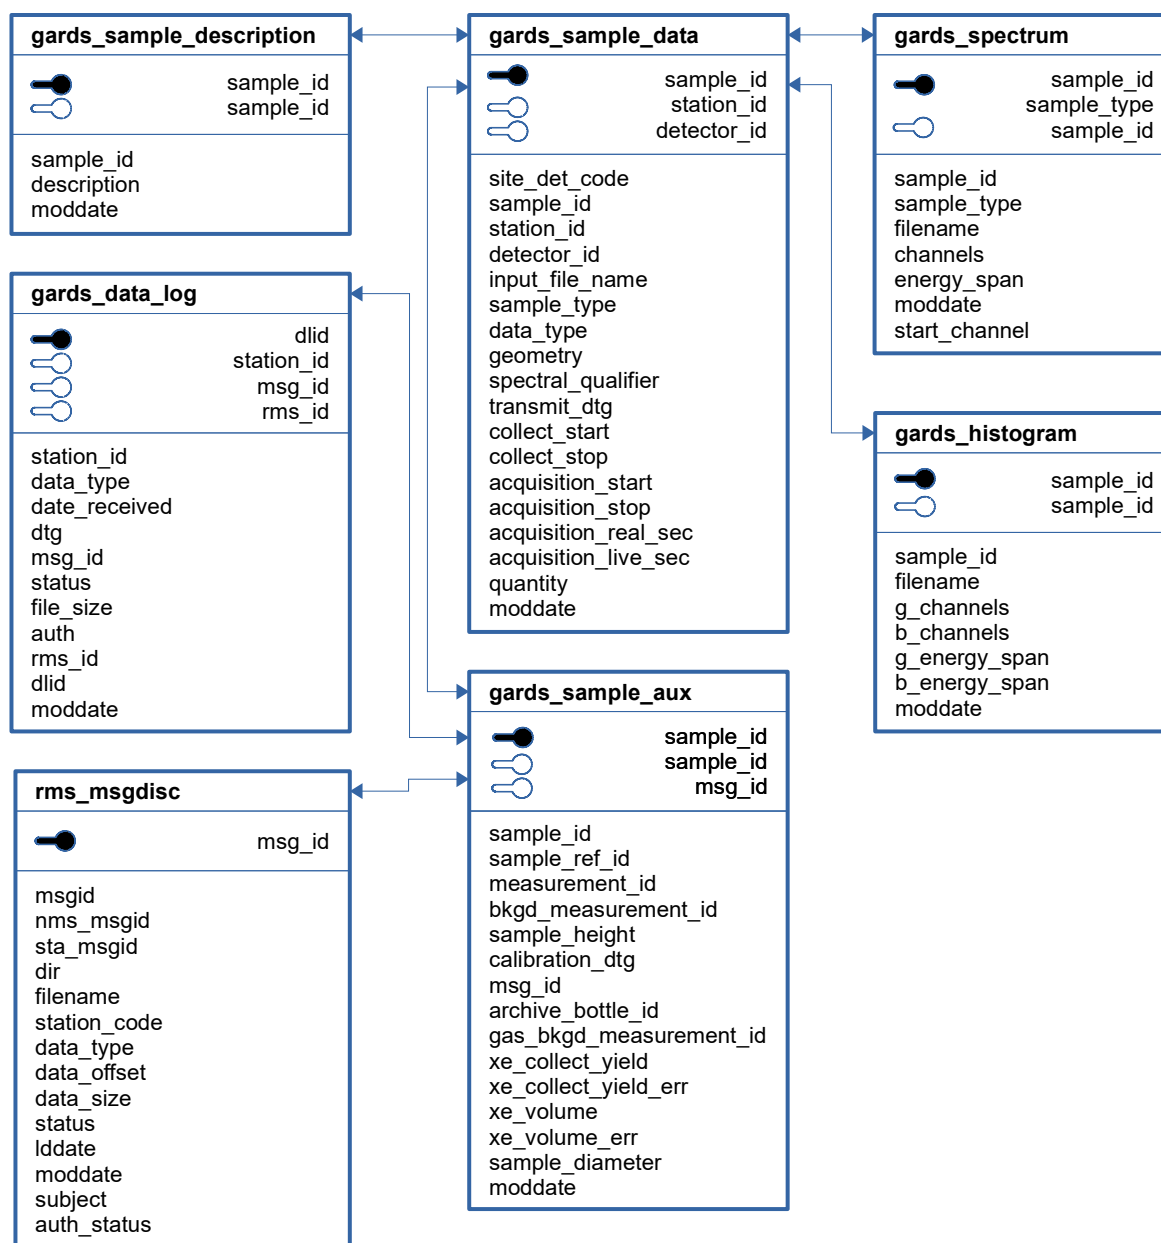 gards_sample_description
sample_id
sample_id
sample_id
description
moddate
gards_data_log
dlid
station_id
msg_id
rms_id
station_id
data_type
date_received
dtg
msg_id
status
file_size
auth
rms_id
dlid
moddate
rms_msgdisc
msg_id
msgid
nms_msgid
sta_msgid
dir
filename
station_code
data_type
data_offset
data_size
status
lddate
moddate
subject
auth_status
gards_sample_data
sample_id
station_id
detector_id
site_det_code
sample_id
station_id
detector_id
input_file_name
sample_type
data_type
geometry
spectral_qualifier
transmit_dtg
collect_start
collect_stop
acquisition_start
acquisition_stop
acquisition_real_sec
acquisition_live_sec
quantity
moddate
gards_sample_aux
sample_id
sample_id
msg_id
sample_id
sample_ref_id
measurement_id
bkgd_measurement_id
sample_height
calibration_dtg
msg_id
archive_bottle_id
gas_bkgd_measurement_id
xe_collect_yield
xe_collect_yield_err
xe_volume
xe_volume_err
sample_diameter
moddate
gards_spectrum
sample_id
sample_type
sample_id
sample_id
sample_type
filename
channels
energy_span
moddate
start_channel
gards_histogram
sample_id
sample_id
sample_id
filename
g_channels
b_channels
g_energy_span
b_energy_span
moddate